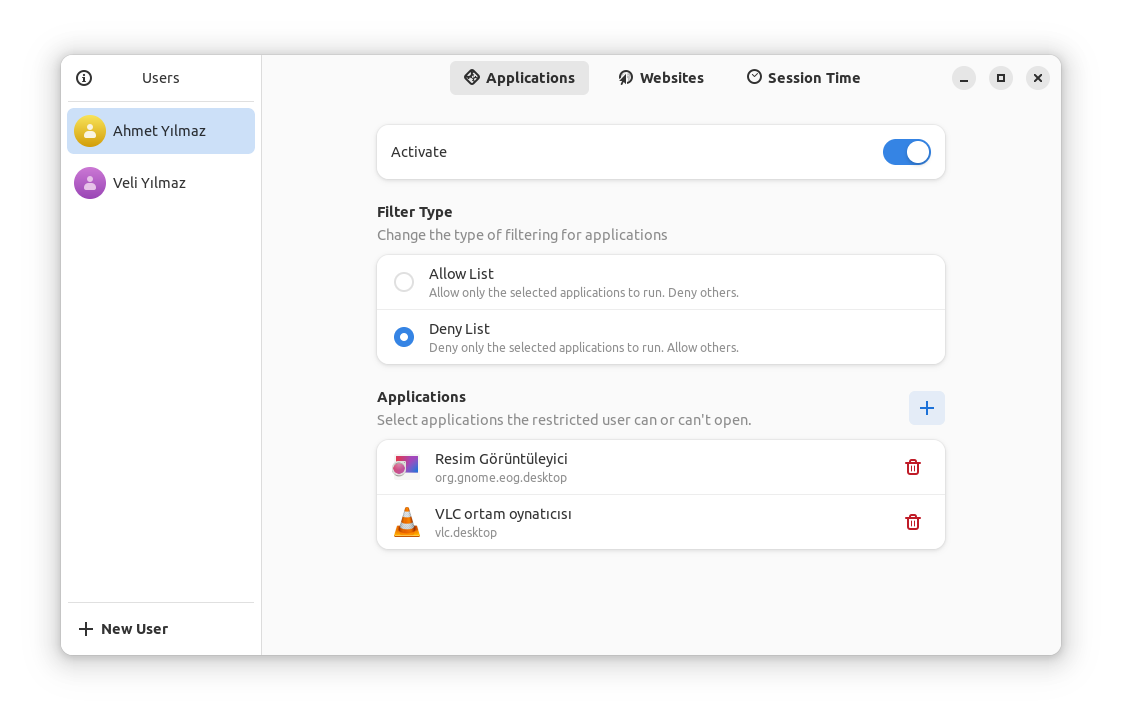 Users
Applications
Websites
Session Time
Ahmet Yılmaz
Veli Yılmaz
New User
Activate
Filter Type
Change the type of filtering for applications
Allow List
Allow only the selected applications to run. Deny others.
Deny List
Deny only the selected applications to run. Allow others.
Applications
Select applications the restricted user can or can't open.
Resim Görüntüleyici
org.gnome.eog.desktop
VLC ortam oynatıcısı
vlc.desktop